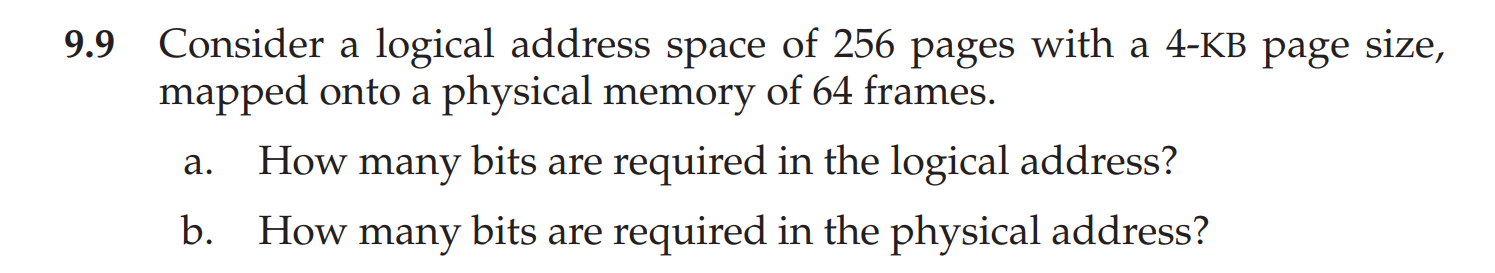 9.9 Consider a logical address space of 256 pages with a 4-KB page size,
mapped onto a physical memory of 64 frames.
a. How many bits are required in the logical address?
b. How many bits are required in the physical address?